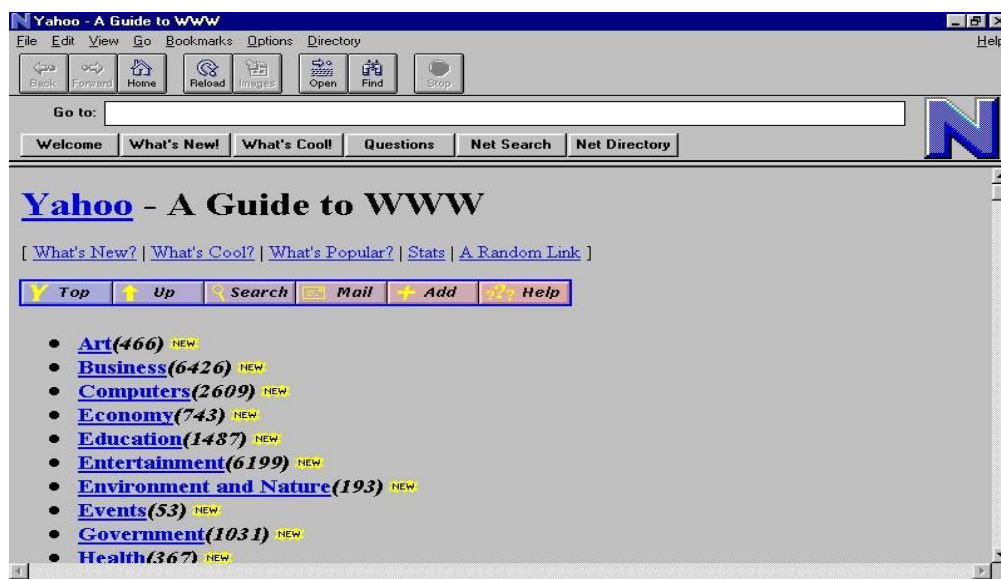 Yahoo - A Guide to WWW
File Edit View Go Bookmarks Options Directory Help
Back Forward Home Reload Images Open Find Stop
Go to:
Welcome What's New! What's Cool! Questions Net Search Net Directory
N
Yahoo - A Guide to WWW
[ What's New? | What's Cool? | What's Popular? | Stats | A Random Link ]
Y Top Up Search Mail Add ??? Help
Art(466) NEW
Business(6426) NEW
Computers(2609) NEW
Economy(743) NEW
Education(1487) NEW
Entertainment(6199) NEW
Environment and Nature(193) NEW
Events(53) NEW
Government(1031) NEW
Health(367) NEW